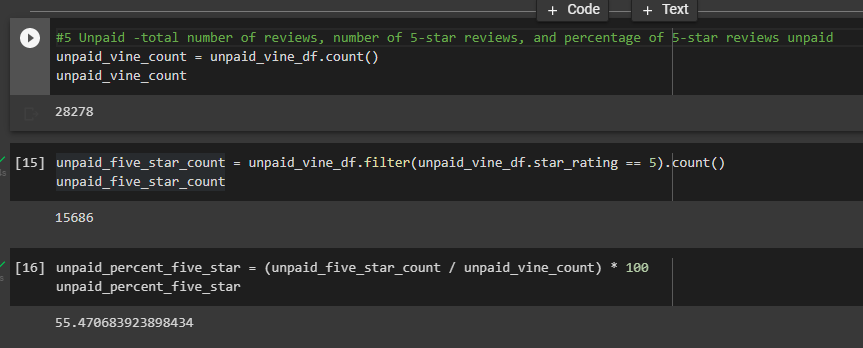 + Code + Text
#5 Unpaid -total number of reviews, number of 5-star reviews, and percentage of 5-star reviews unpaid
unpaid_vine_count = unpaid_vine_df.count()
unpaid_vine_count
28278
[15] unpaid_five_star_count = unpaid_vine_df.filter(unpaid_vine_df.star_rating == 5).count()
unpaid_five_star_count
15686
[16] unpaid_percent_five_star = (unpaid_five_star_count / unpaid_vine_count) * 100
unpaid_percent_five_star
55.470683923898434